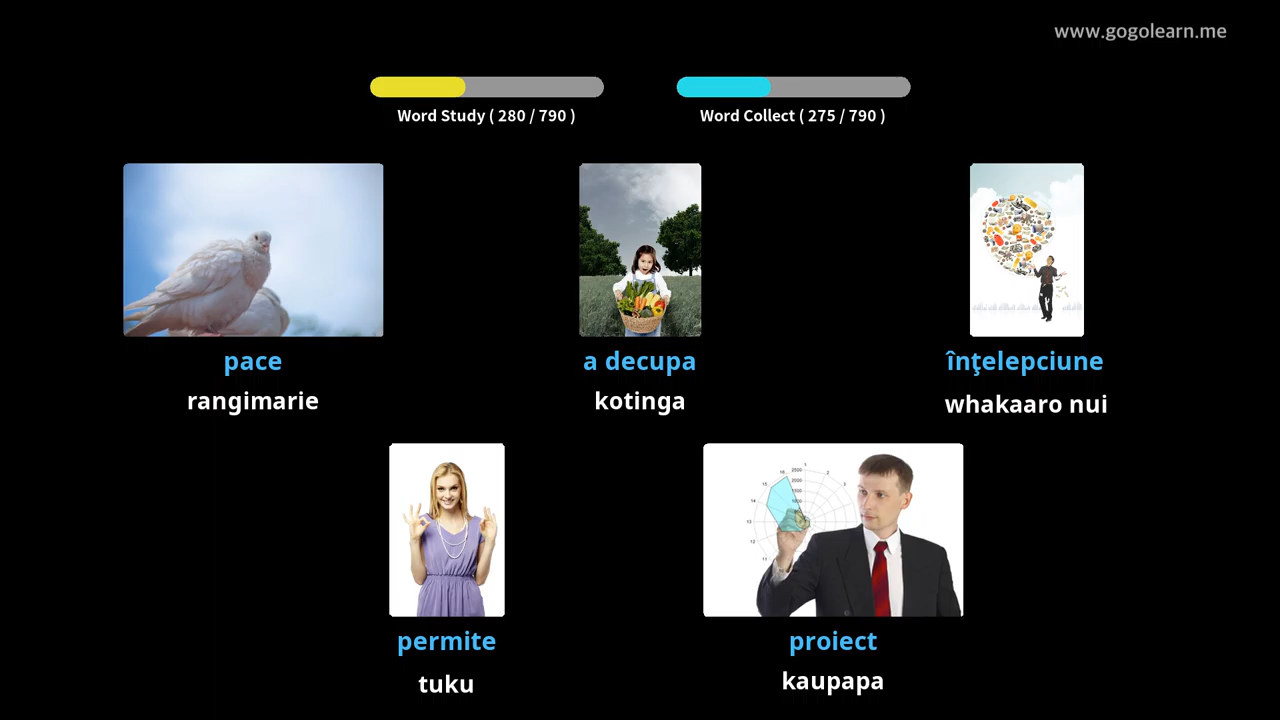 www.gogolearn.me
Word Study ( 280 / 790 )
Word Collect ( 275 / 790 )
pace
rangimarie
a decupa
kotinga
înţelepciune
whakaaro nui
permite
tuku
proiect
kaupapa